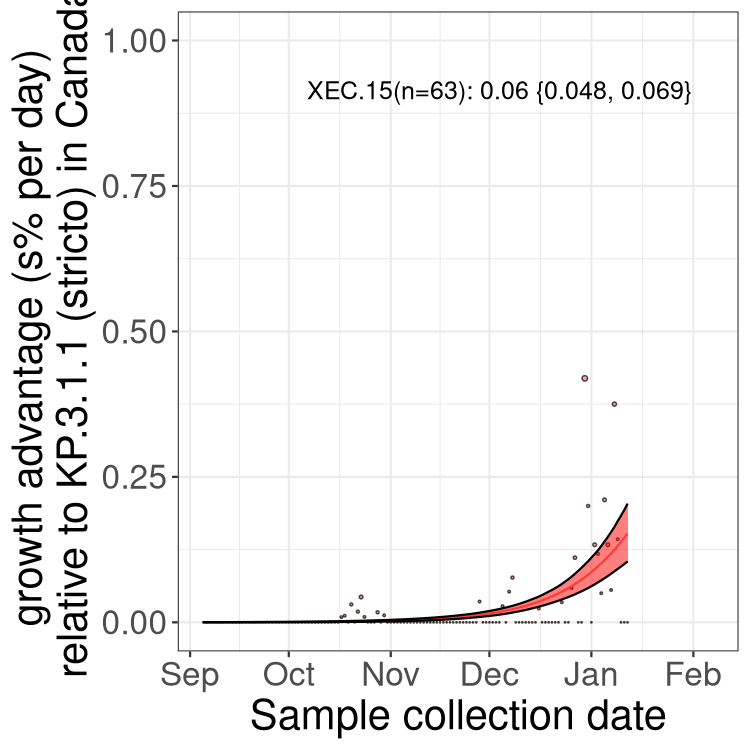 growth advantage (s% per day)
relative to KP.3.1.1 (stricto) in Canada
1.00
0.75
0.50
0.25
0.00
XEC.15(n=63): 0.06 {0.048, 0.069}
Sep Oct Nov Dec Jan Feb
Sample collection date